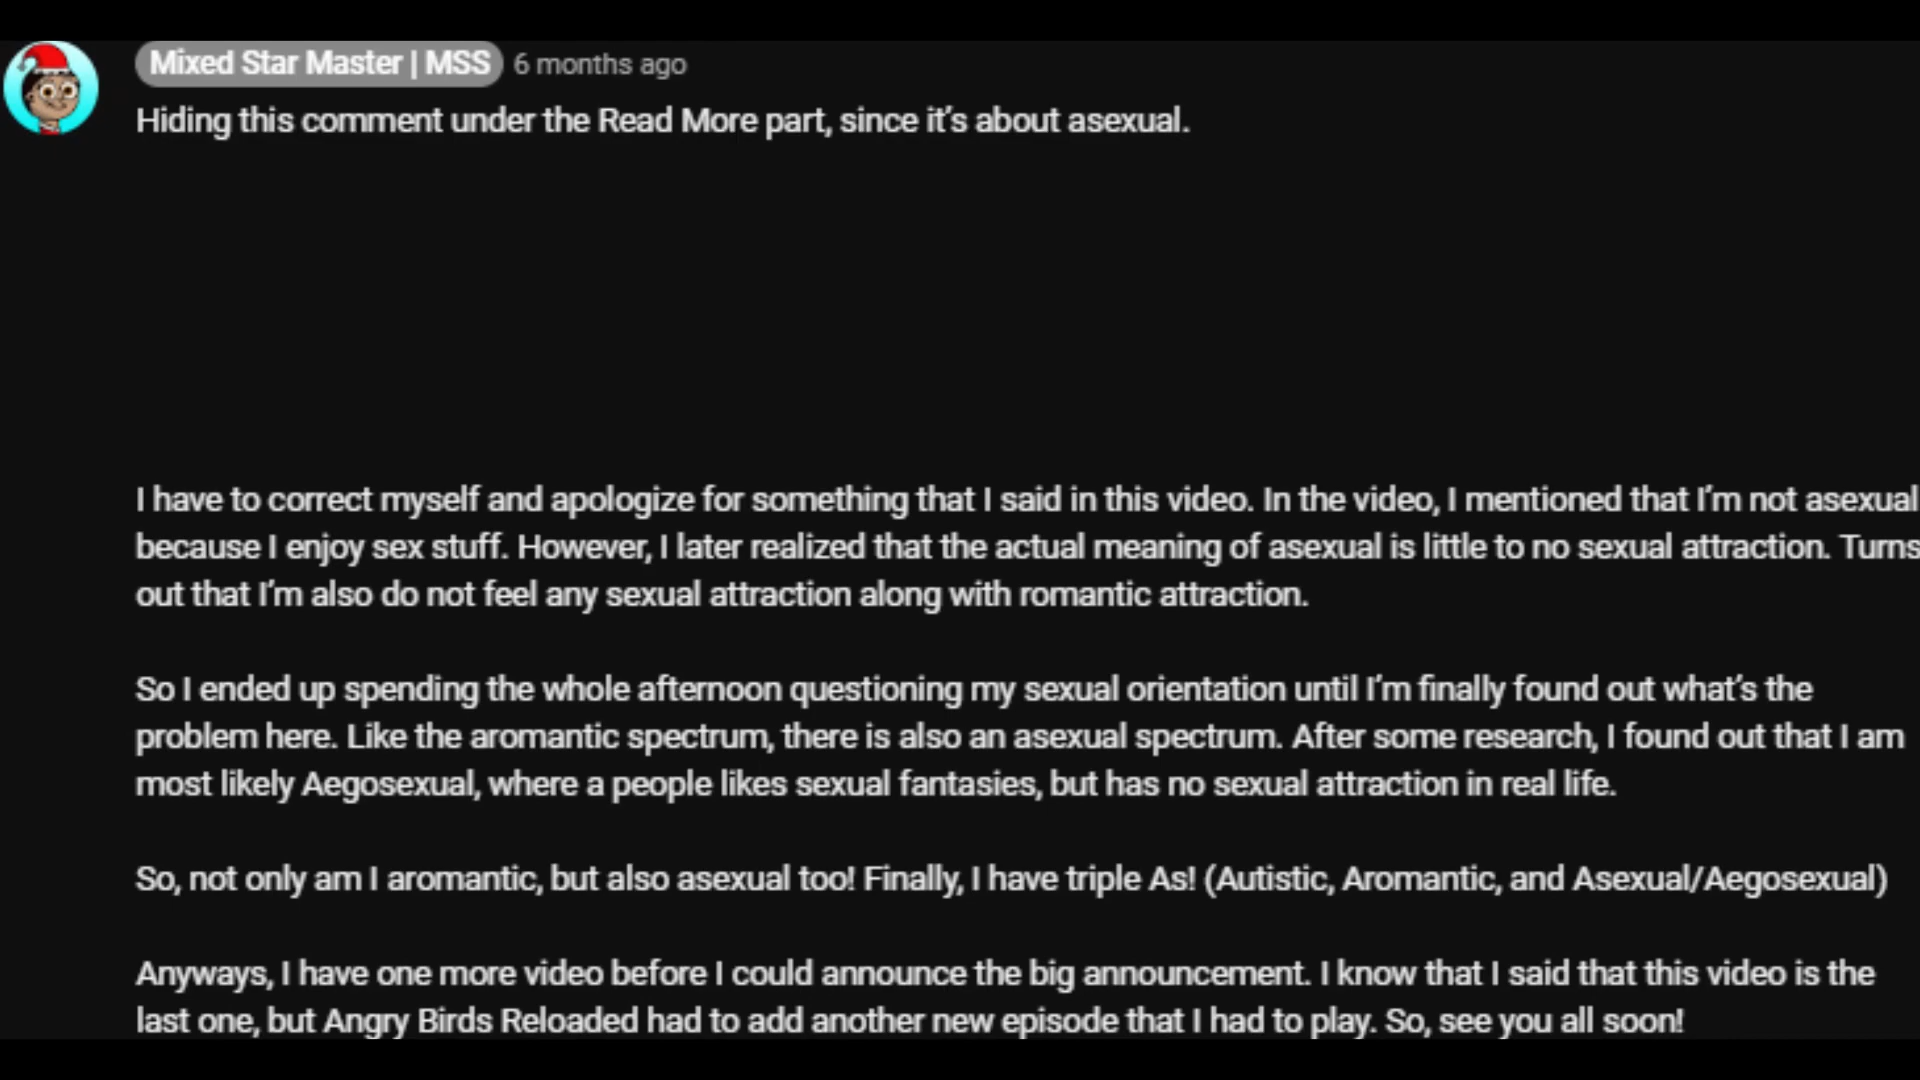 Mixed Star Master | MSS 6 months ago
Hiding this comment under the Read More part, since it's about asexual.
I have to correct myself and apologize for something that I said in this video. In the video, I mentioned that I'm not asexual
because I enjoy sex stuff. However, I later realized that the actual meaning of asexual is little to no sexual attraction. Turns
out that I'm also do not feel any sexual attraction along with romantic attraction.
So I ended up spending the whole afternoon questioning my sexual orientation until I'm finally found out what's the
problem here. Like the aromantic spectrum, there is also an asexual spectrum. After some research, I found out that I am
most likely Aegosexual, where a people likes sexual fantasies, but has no sexual attraction in real life.
So, not only am I aromantic, but also asexual too! Finally, I have triple As! (Autistic, Aromantic, and Asexual/Aegosexual)
Anyways, I have one more video before I could announce the big announcement. I know that I said that this video is the
last one, but Angry Birds Reloaded had to add another new episode that I had to play. So, see you all soon!